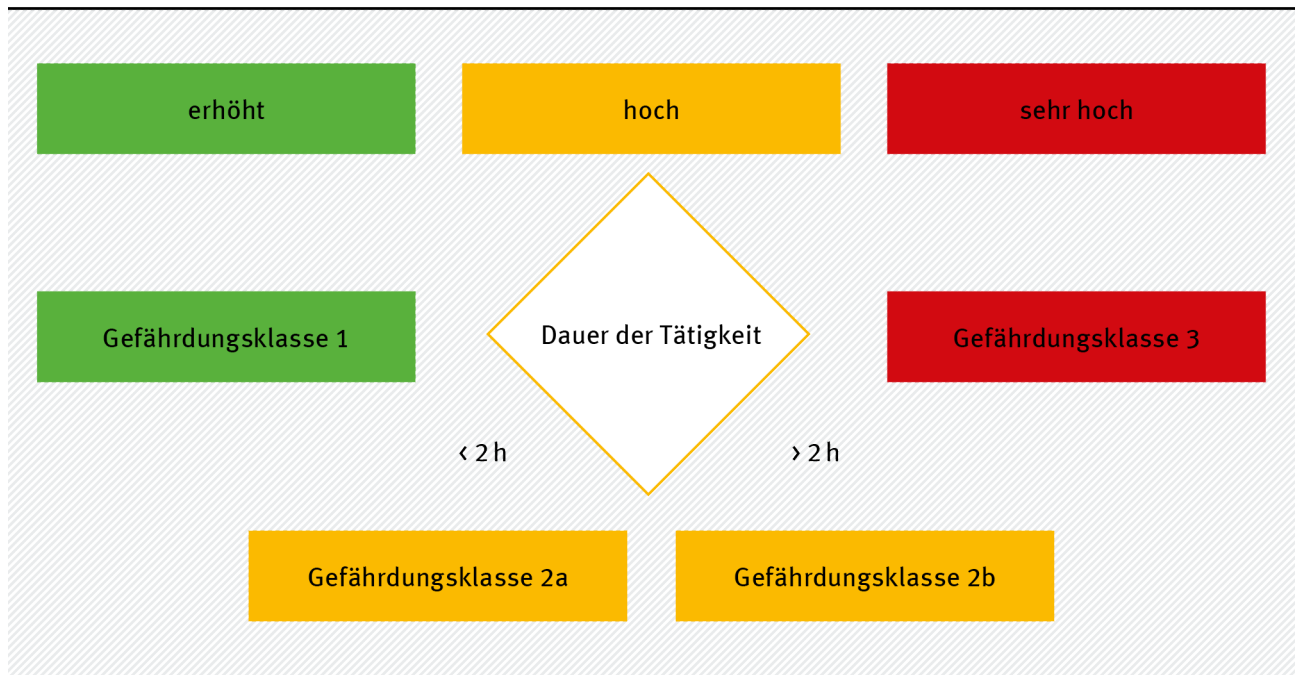 erhöht
hoch
sehr hoch
Gefährdungsklasse 1
Dauer der Tätigkeit
Gefährdungsklasse 3
< 2 h
> 2 h
Gefährdungsklasse 2a
Gefährdungsklasse 2b